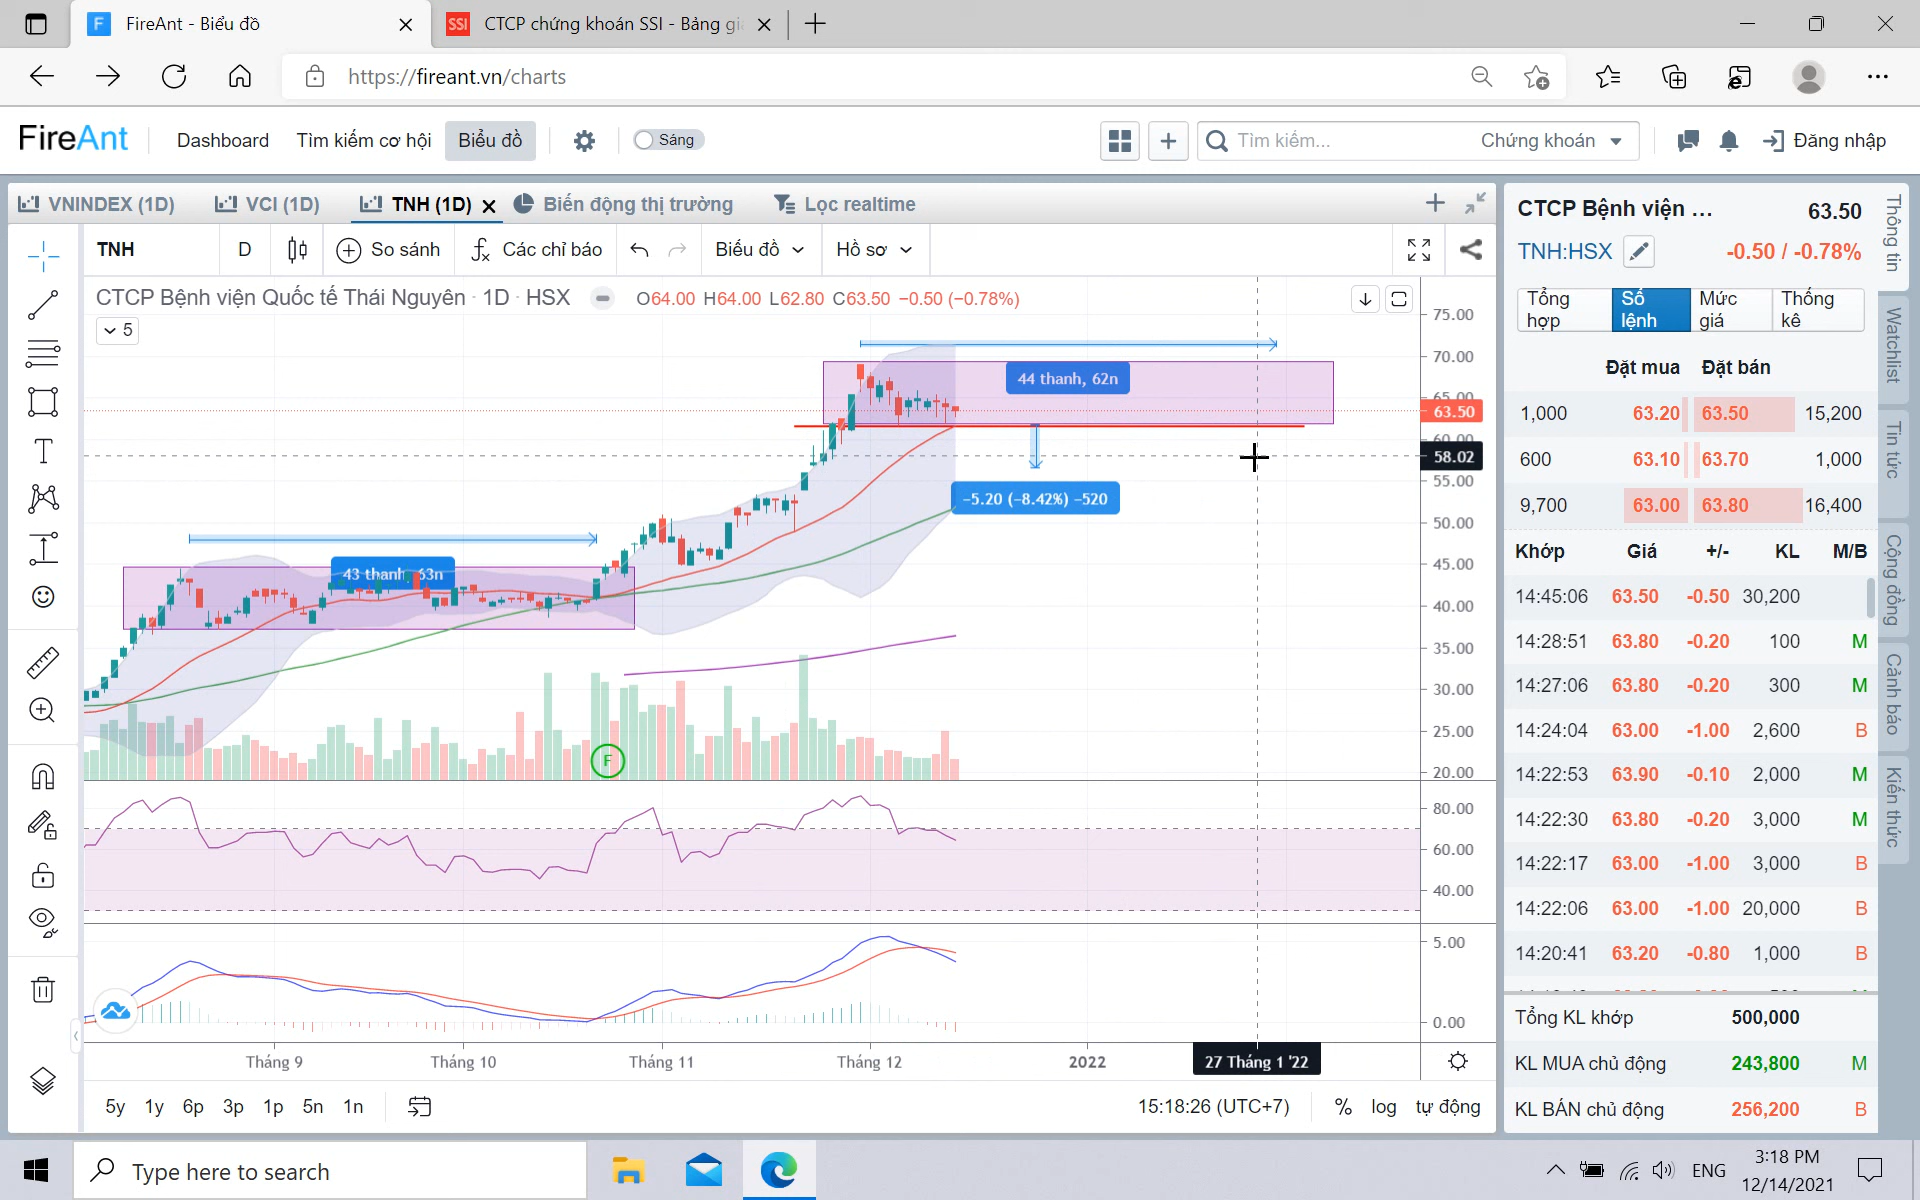 FireAnt - Biểu đồ
CTCP chứng khoán SSI - Bảng gi
https://fireant.vn/charts
FireAnt
Dashboard
Tìm kiếm cơ hội
Biểu đồ
Sáng
Tìm kiếm...
Chứng khoán
Đăng nhập
VNINDEX (1D)
VCI (1D)
TNH (1D)
Biến động thị trường
Lọc realtime
TNH
D
So sánh
Các chỉ báo
Biểu đồ
Hồ sơ
CTCP Bệnh viện Quốc tế Thái Nguyên · 1D · HSX
O64.00 H64.00 L62.80 C63.50 −0.50 (−0.78%)
5
44 thanh, 62n
−5.20 (−8.42%) −520
43 thanh, 63n
F
75.00
70.00
65.00
63.50
60.00
58.02
55.00
50.00
45.00
40.00
35.00
30.00
25.00
20.00
80.00
60.00
40.00
5.00
0.00
Tháng 9
Tháng 10
Tháng 11
Tháng 12
2022
27 Tháng 1 '22
5y 1y 6p 3p 1p 5n 1n
15:18:26 (UTC+7)
% log tự động
CTCP Bệnh viện ...
63.50
TNH:HSX
-0.50 / -0.78%
Tổng hợp
Số lệnh
Mức giá
Thống kê
Đặt mua Đặt bán
1,000 63.20 63.50 15,200
600 63.10 63.70 1,000
9,700 63.00 63.80 16,400
Khớp Giá +/- KL M/B
14:45:06 63.50 -0.50 30,200
14:28:51 63.80 -0.20 100 M
14:27:06 63.80 -0.20 300 M
14:24:04 63.00 -1.00 2,600 B
14:22:53 63.90 -0.10 2,000 M
14:22:30 63.80 -0.20 3,000 M
14:22:17 63.00 -1.00 3,000 B
14:22:06 63.00 -1.00 20,000 B
14:20:41 63.20 -0.80 1,000 B
Tổng KL khớp 500,000
KL MUA chủ động 243,800 M
KL BÁN chủ động 256,200 B
Thông tin
Watchlist
Tin tức
Cộng đồng
Cảnh báo
Kiến thức
Type here to search
ENG
3:18 PM
12/14/2021